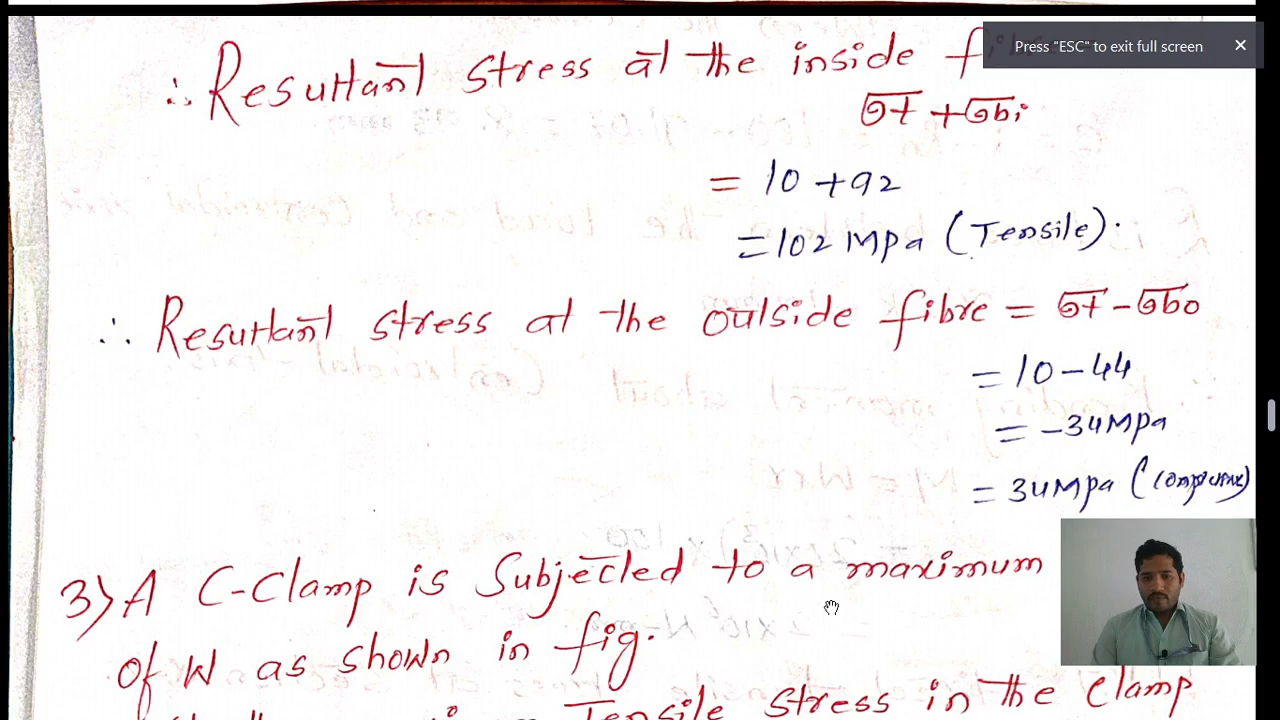 ∴ Resultant stress at the inside
Press "ESC" to exit full screen
σt + σbi
= 10 + 92
= 102 MPa (Tensile).
∴ Resultant stress at the outside fibre = σt - σbo
= 10 - 44
= -34 MPa
= 34 MPa (
3) A C-Clamp is Subjected to a maximum
of W as shown in fig.
Tensile stress in the clamp